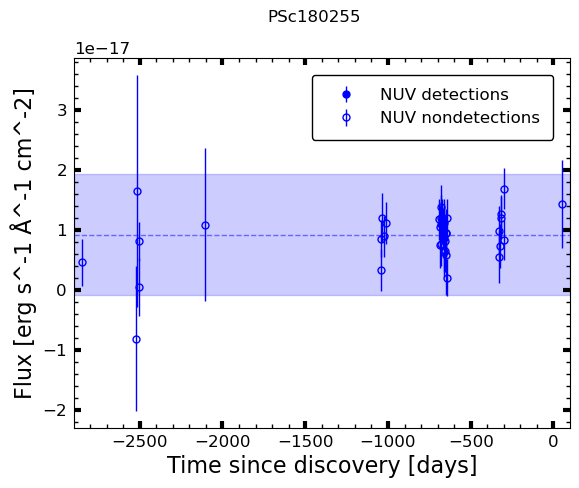 PSc180255
1e−17
NUV detections
NUV nondetections
Flux [erg s^-1 Å^-1 cm^-2]
3
2
1
0
−1
−2
−2500 −2000 −1500 −1000 −500 0
Time since discovery [days]